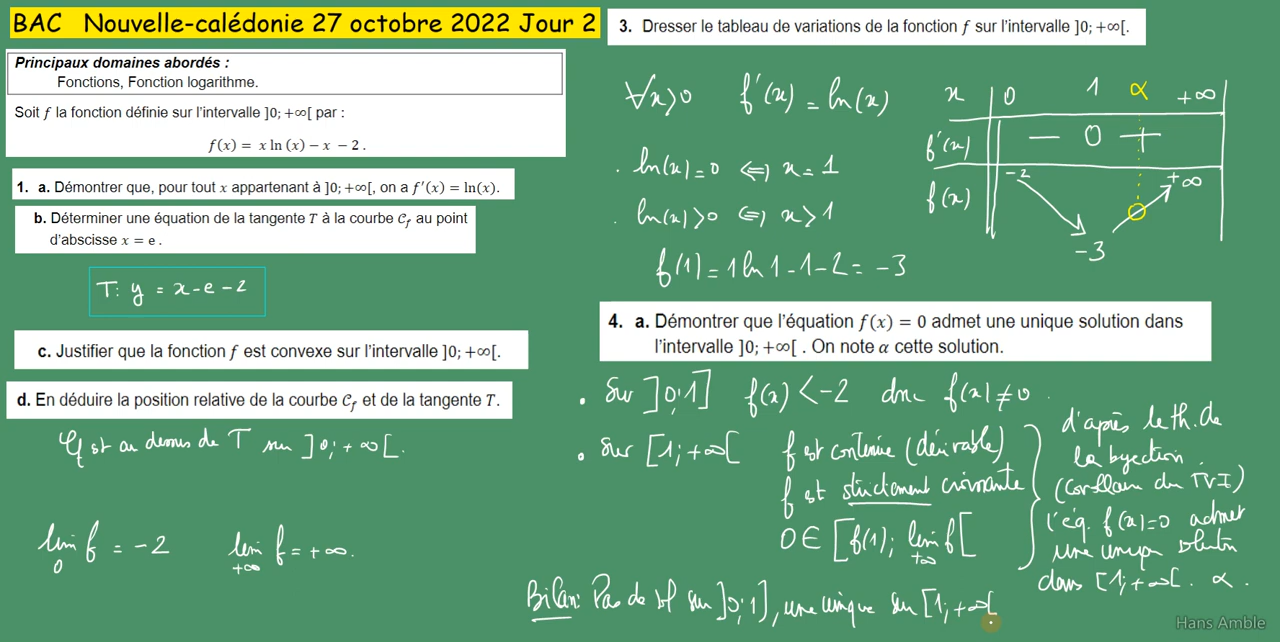 BAC Nouvelle-calédonie 27 octobre 2022 Jour 2
Principaux domaines abordés :
Fonctions, Fonction logarithme.
Soit f la fonction définie sur l'intervalle ]0; +∞[ par :
f(x) = x ln (x) − x − 2 .
1. a. Démontrer que, pour tout x appartenant à ]0; +∞[, on a f′(x) = ln(x).
b. Déterminer une équation de la tangente T à la courbe 𝒞f au point
d'abscisse x = e .
T: y = x - e - 2
c. Justifier que la fonction f est convexe sur l'intervalle ]0; +∞[.
d. En déduire la position relative de la courbe 𝒞f et de la tangente T.
𝒞f est au dessus de T sur ]0; +∞[.
lim f = -2 lim f = +∞.
0 +∞
3. Dresser le tableau de variations de la fonction f sur l'intervalle ]0; +∞[.
∀x>0 f'(x) = ln(x)
. ln(x)=0 ⟺ x = 1
. ln(x)>0 ⟺ x > 1
f(1) = 1 ln 1 - 1 - 2 = -3
x 0 1 α +∞
f'(x) − 0 +
f(x) -2 -3 +∞
4. a. Démontrer que l'équation f(x) = 0 admet une unique solution dans
l'intervalle ]0; +∞[ . On note α cette solution.
. Sur ]0;1] f(x) < -2 donc f(x) ≠ 0.
. Sur [1; +∞[ f est continue (dérivable)
f est strictement croissante
0 ∈ [f(1); lim f[
+∞
d'après le th. de
la bijection
(corollaire du TVI)
l'éq. f(x)=0 admet
une unique solution
dans [1; +∞[. α.
Bilan: Pas de sol sur ]0;1], une unique sur [1; +∞[
Hans Amble